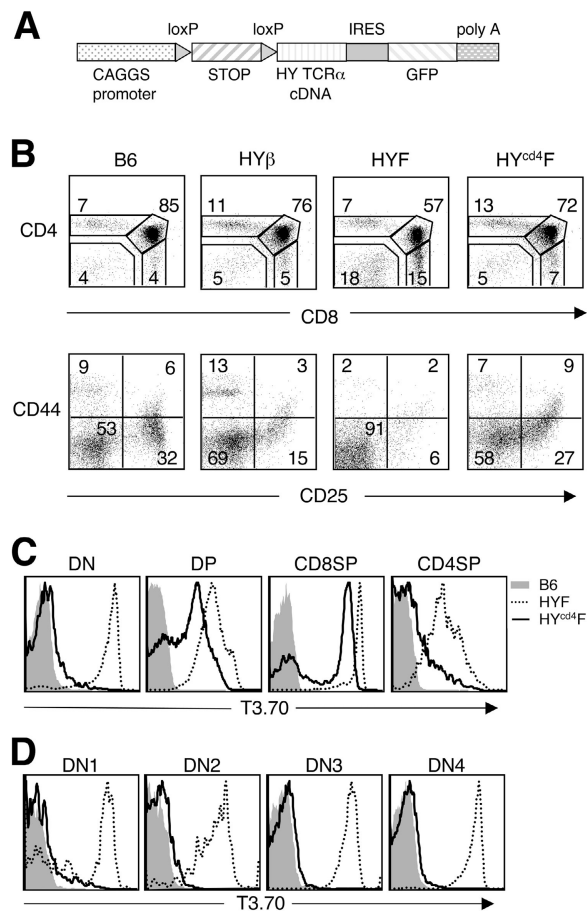 A
loxP loxP IRES poly A
CAGGS promoter STOP HY TCRα cDNA GFP
B
B6 HYβ HYF HYcd4F
CD4
7 85 11 76 7 57 13 72
4 4 5 5 18 15 5 7
CD8
CD44
9 6 13 3 2 2 7 9
53 32 69 15 91 6 58 27
CD25
C
DN DP CD8SP CD4SP
B6
HYF
HYcd4F
T3.70
D
DN1 DN2 DN3 DN4
T3.70